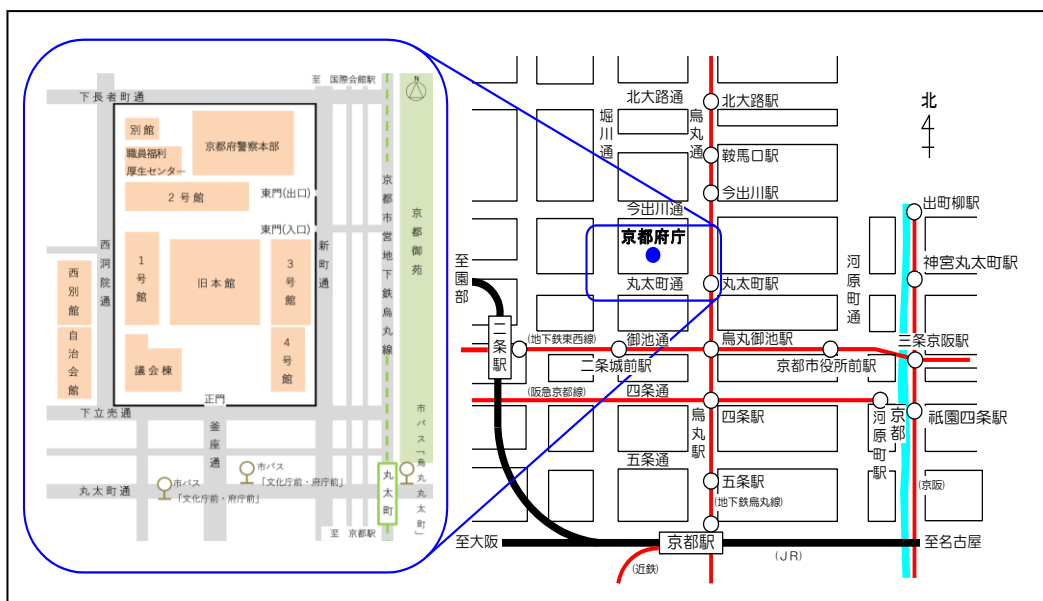 至 国際会館駅
N
下長者町通
別館
京都府警察本部
職員福利
厚生センター
2号館
東門(出口)
東門(入口)
京都市営地下鉄烏丸線
京都御苑
西洞院通
新町通
西別館
1号館
旧本館
3号館
自治会館
議会棟
4号館
正門
下立売通
釜座通
市バス
「文化庁前・府庁前」
市バス
「文化庁前・府庁前」
市バス「烏丸丸太町」
丸太町通
丸太町
至 京都駅
北大路通
北大路駅
堀川通
烏丸通
北
鞍馬口駅
今出川駅
今出川通
出町柳駅
京都府庁
至園部
河原町通
神宮丸太町駅
丸太町通
丸太町駅
二条駅
(地下鉄東西線)
御池通
烏丸御池駅
三条京阪駅
二条城前駅
京都市役所前駅
(阪急京都線)
四条通
烏丸駅
四条駅
京都
河原町駅
祇園四条駅
五条通
五条駅
(地下鉄烏丸線)
(京阪)
至大阪
京都駅
至名古屋
(JR)
(近鉄)